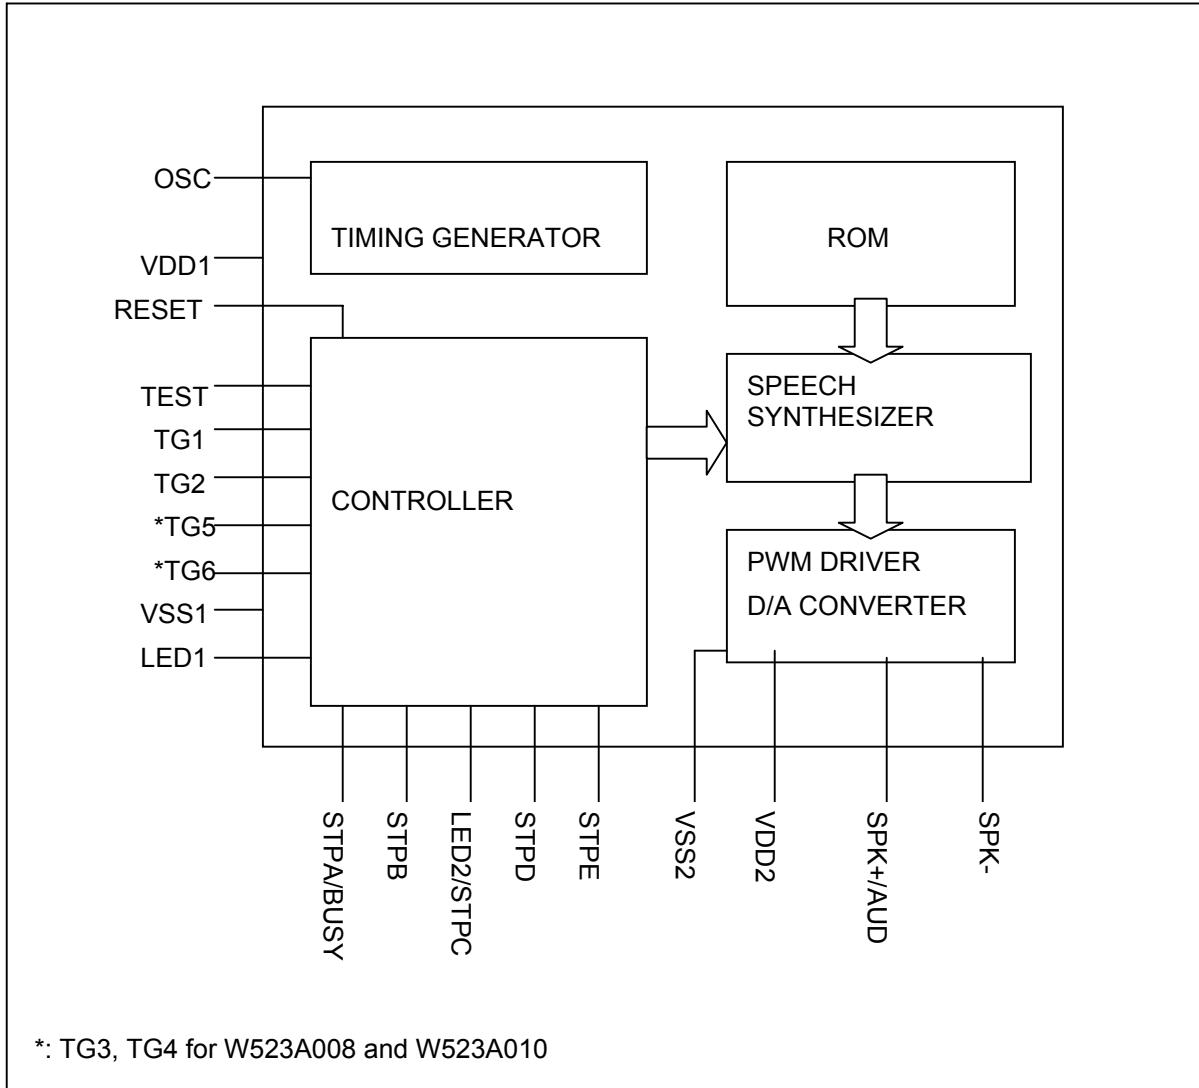 OSC
VDD1
RESET
TEST
TG1
TG2
*TG5
*TG6
VSS1
LED1
TIMING GENERATOR
CONTROLLER
ROM
SPEECH
SYNTHESIZER
PWM DRIVER
D/A CONVERTER
STPA/BUSY
STPB
LED2/STPC
STPD
STPE
VSS2
VDD2
SPK+/AUD
SPK-
*: TG3, TG4 for W523A008 and W523A010